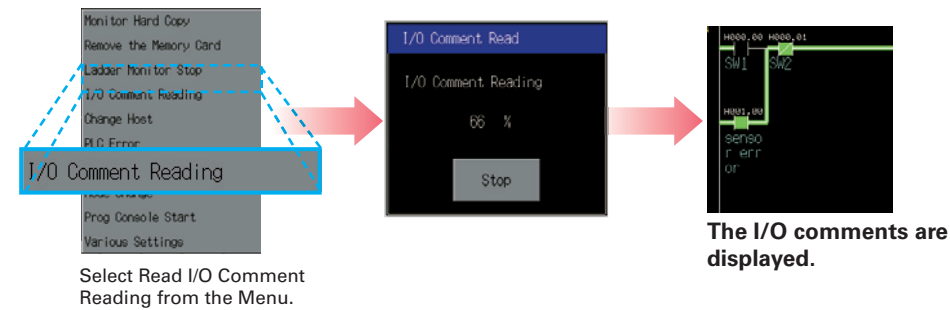 Monitor Hard Copy
Remove the Memory Card
Ladder Monitor Stop
I/O Comment Reading
Change Host
PLC Error
I/O Comment Reading
Mode Change
Prog Console Start
Various Settings
Select Read I/O Comment
Reading from the Menu.
I/O Comment Read
I/O Comment Reading
66 %
Stop
H000.00 H000.01
SW1 SW2
H001.00
senso
r err
or
The I/O comments are
displayed.